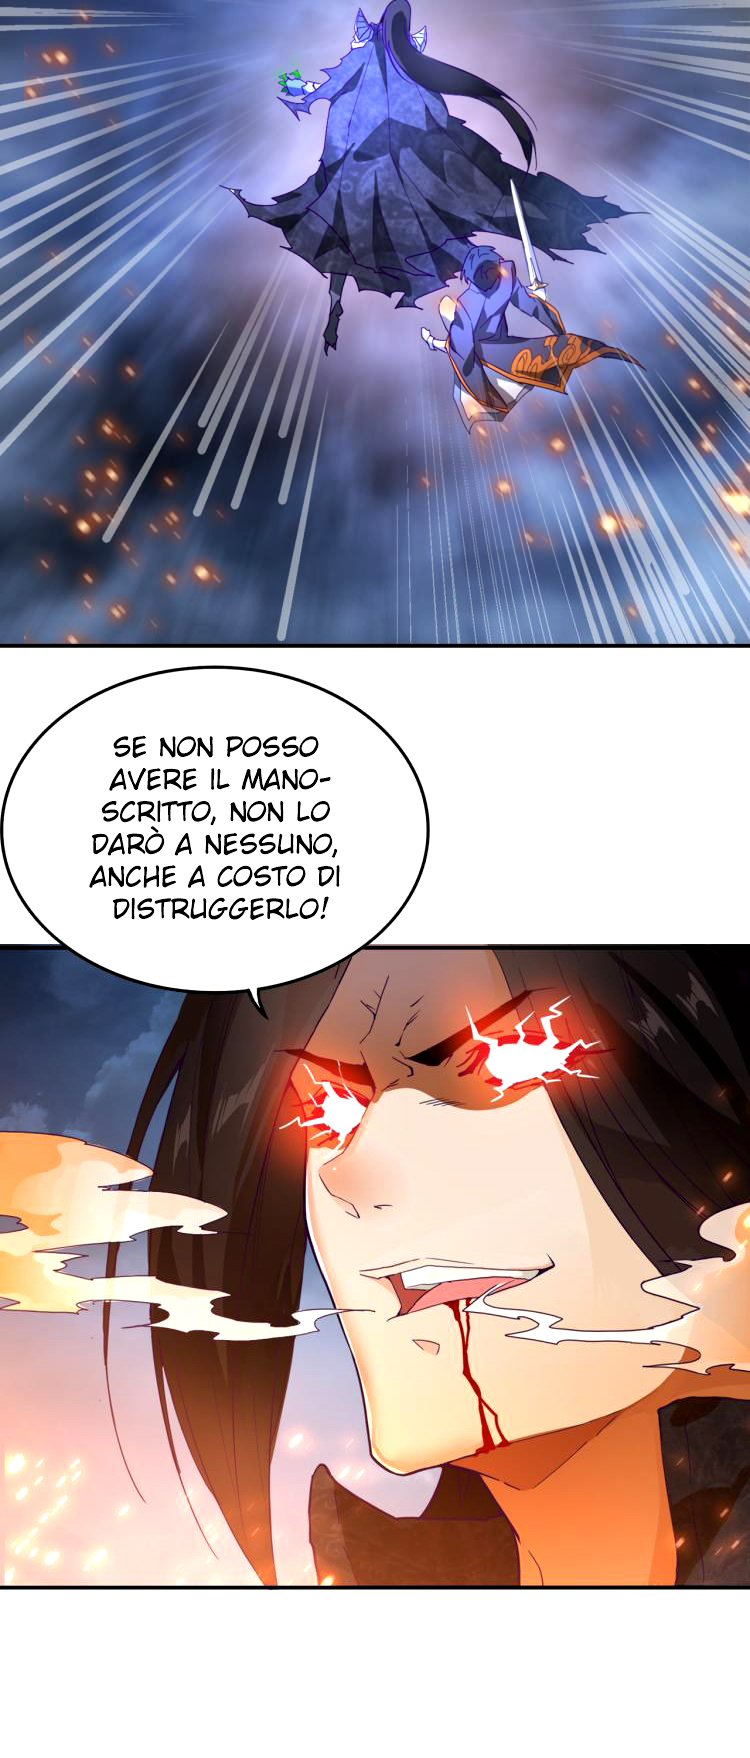 SE NON POSSO
AVERE IL MANO-
SCRITTO, NON LO
DARÒ A NESSUNO,
ANCHE A COSTO DI
DISTRUGGERLO!